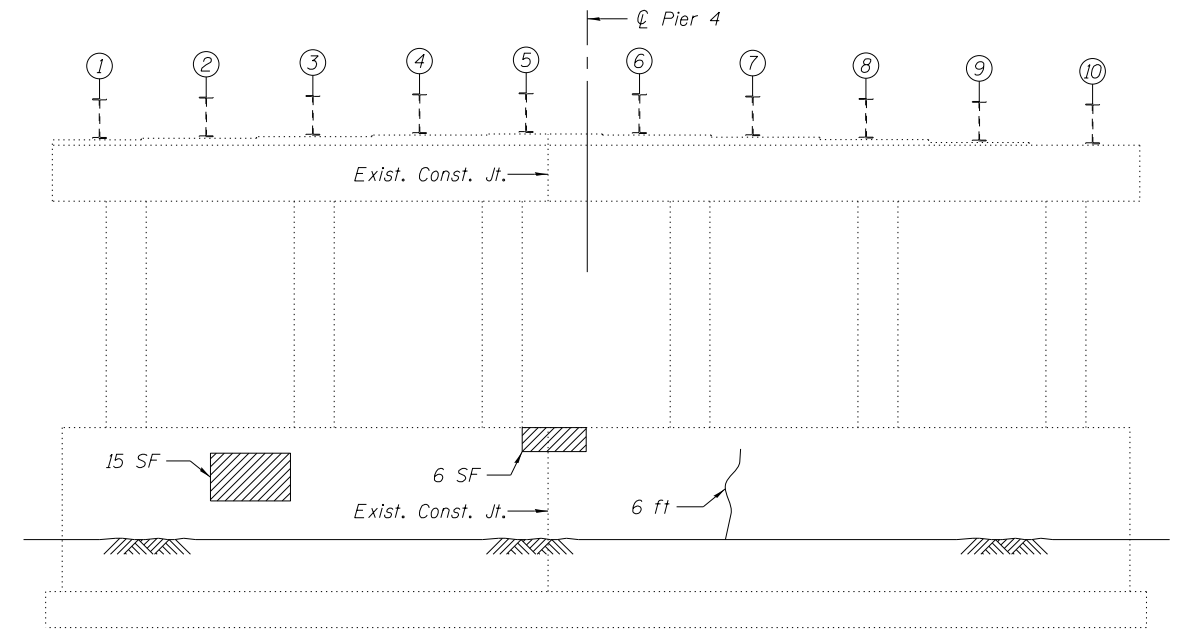 ℄ Pier 4
1 2 3 4 5 6 7 8 9 10
Exist. Const. Jt.
15 SF
6 SF
6 ft
Exist. Const. Jt.